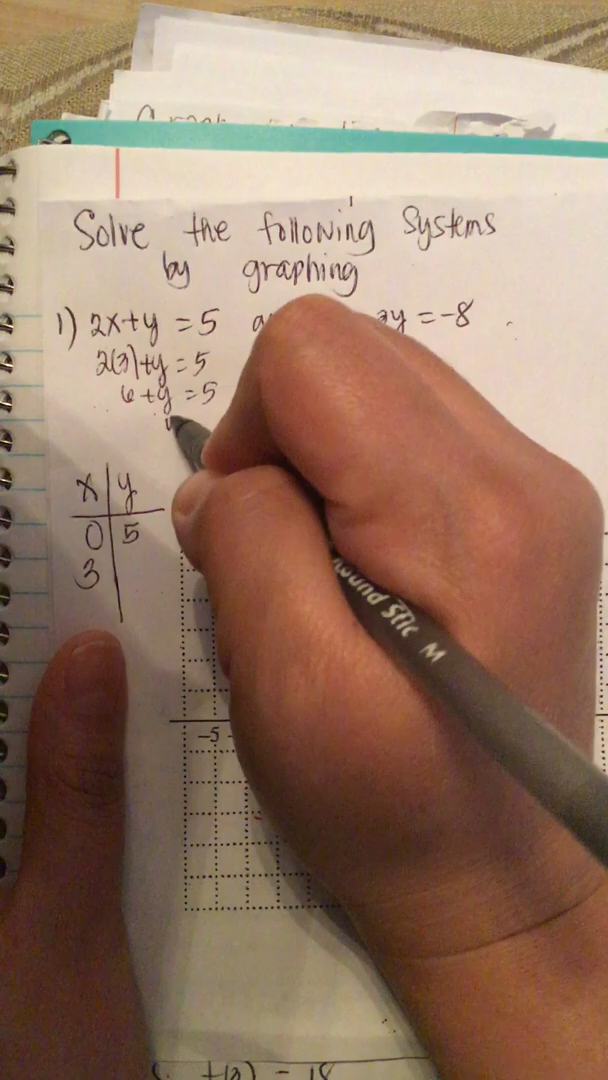 Solve the following Systems
by graphing
1) 2x+y = 5 y = -8
2(3)+y = 5
6+y = 5
x y
0 5
3
-5
Round Stic M